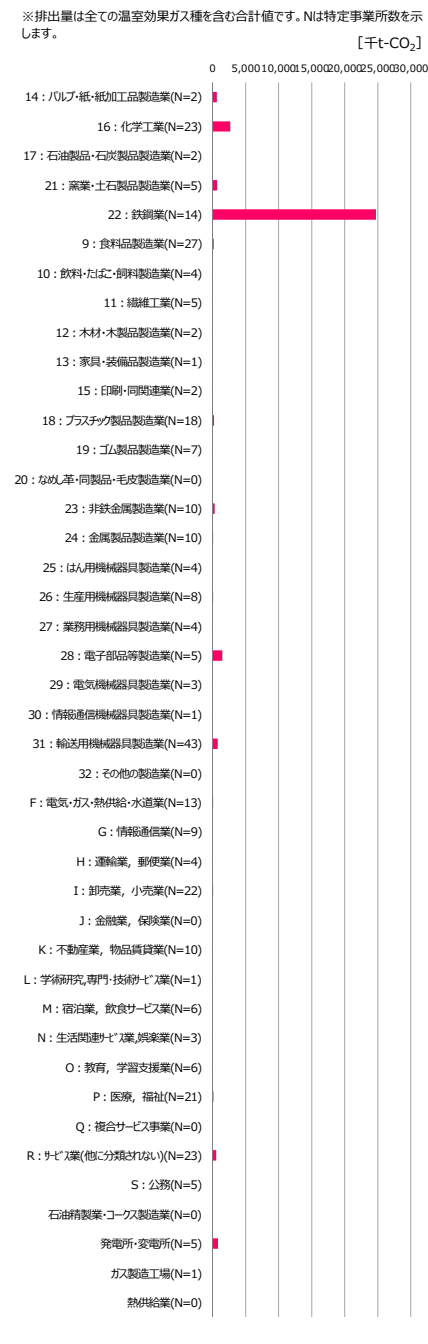 ※排出量は全ての温室効果ガス種を含む合計値です。Nは特定事業所数を示
します。
[千t-CO₂]
0 5,000 10,000 15,000 20,000 25,000 30,000
14：パルプ・紙・紙加工品製造業(N=2)
16：化学工業(N=23)
17：石油製品・石炭製品製造業(N=2)
21：窯業・土石製品製造業(N=5)
22：鉄鋼業(N=14)
9：食料品製造業(N=27)
10：飲料・たばこ・飼料製造業(N=4)
11：繊維工業(N=5)
12：木材・木製品製造業(N=2)
13：家具・装備品製造業(N=1)
15：印刷・同関連業(N=2)
18：プラスチック製品製造業(N=18)
19：ゴム製品製造業(N=7)
20：なめし革・同製品・毛皮製造業(N=0)
23：非鉄金属製造業(N=10)
24：金属製品製造業(N=10)
25：はん用機械器具製造業(N=4)
26：生産用機械器具製造業(N=8)
27：業務用機械器具製造業(N=4)
28：電子部品等製造業(N=5)
29：電気機械器具製造業(N=3)
30：情報通信機械器具製造業(N=1)
31：輸送用機械器具製造業(N=43)
32：その他の製造業(N=0)
F：電気・ガス・熱供給・水道業(N=13)
G：情報通信業(N=9)
H：運輸業，郵便業(N=4)
I：卸売業，小売業(N=22)
J：金融業，保険業(N=0)
K：不動産業，物品賃貸業(N=10)
L：学術研究,専門・技術ｻｰﾋﾞｽ業(N=1)
M：宿泊業，飲食サービス業(N=6)
N：生活関連ｻｰﾋﾞｽ業,娯楽業(N=3)
O：教育，学習支援業(N=6)
P：医療，福祉(N=21)
Q：複合サービス事業(N=0)
R：ｻｰﾋﾞｽ業(他に分類されない)(N=23)
S：公務(N=5)
石油精製業・コークス製造業(N=0)
発電所・変電所(N=5)
ガス製造工場(N=1)
熱供給業(N=0)